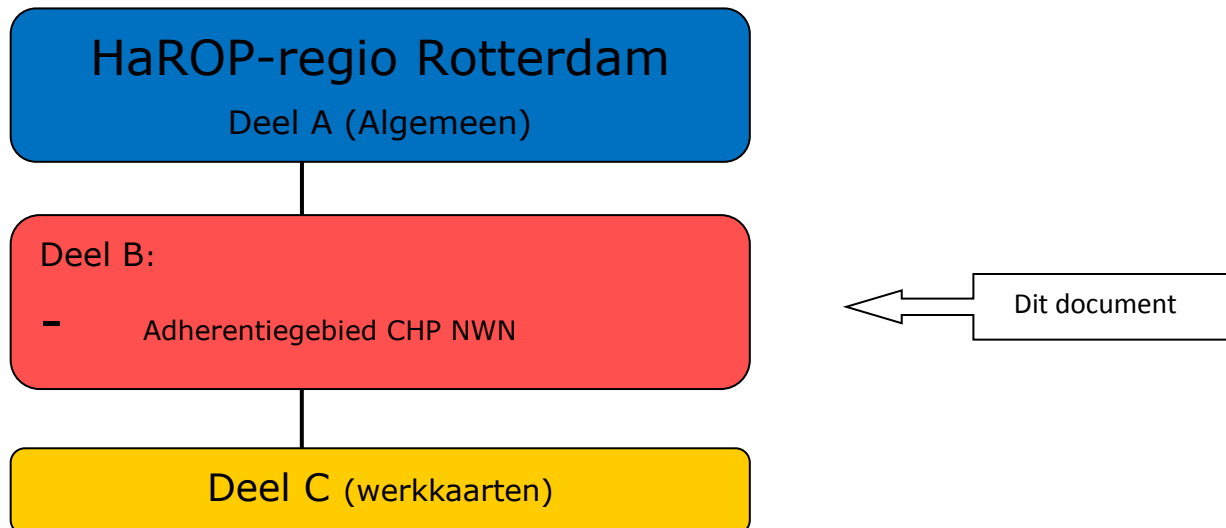 HaROP-regio Rotterdam
Deel A (Algemeen)
Deel B:
- Adherentiegebied CHP NWN
Dit document
Deel C (werkkaarten)